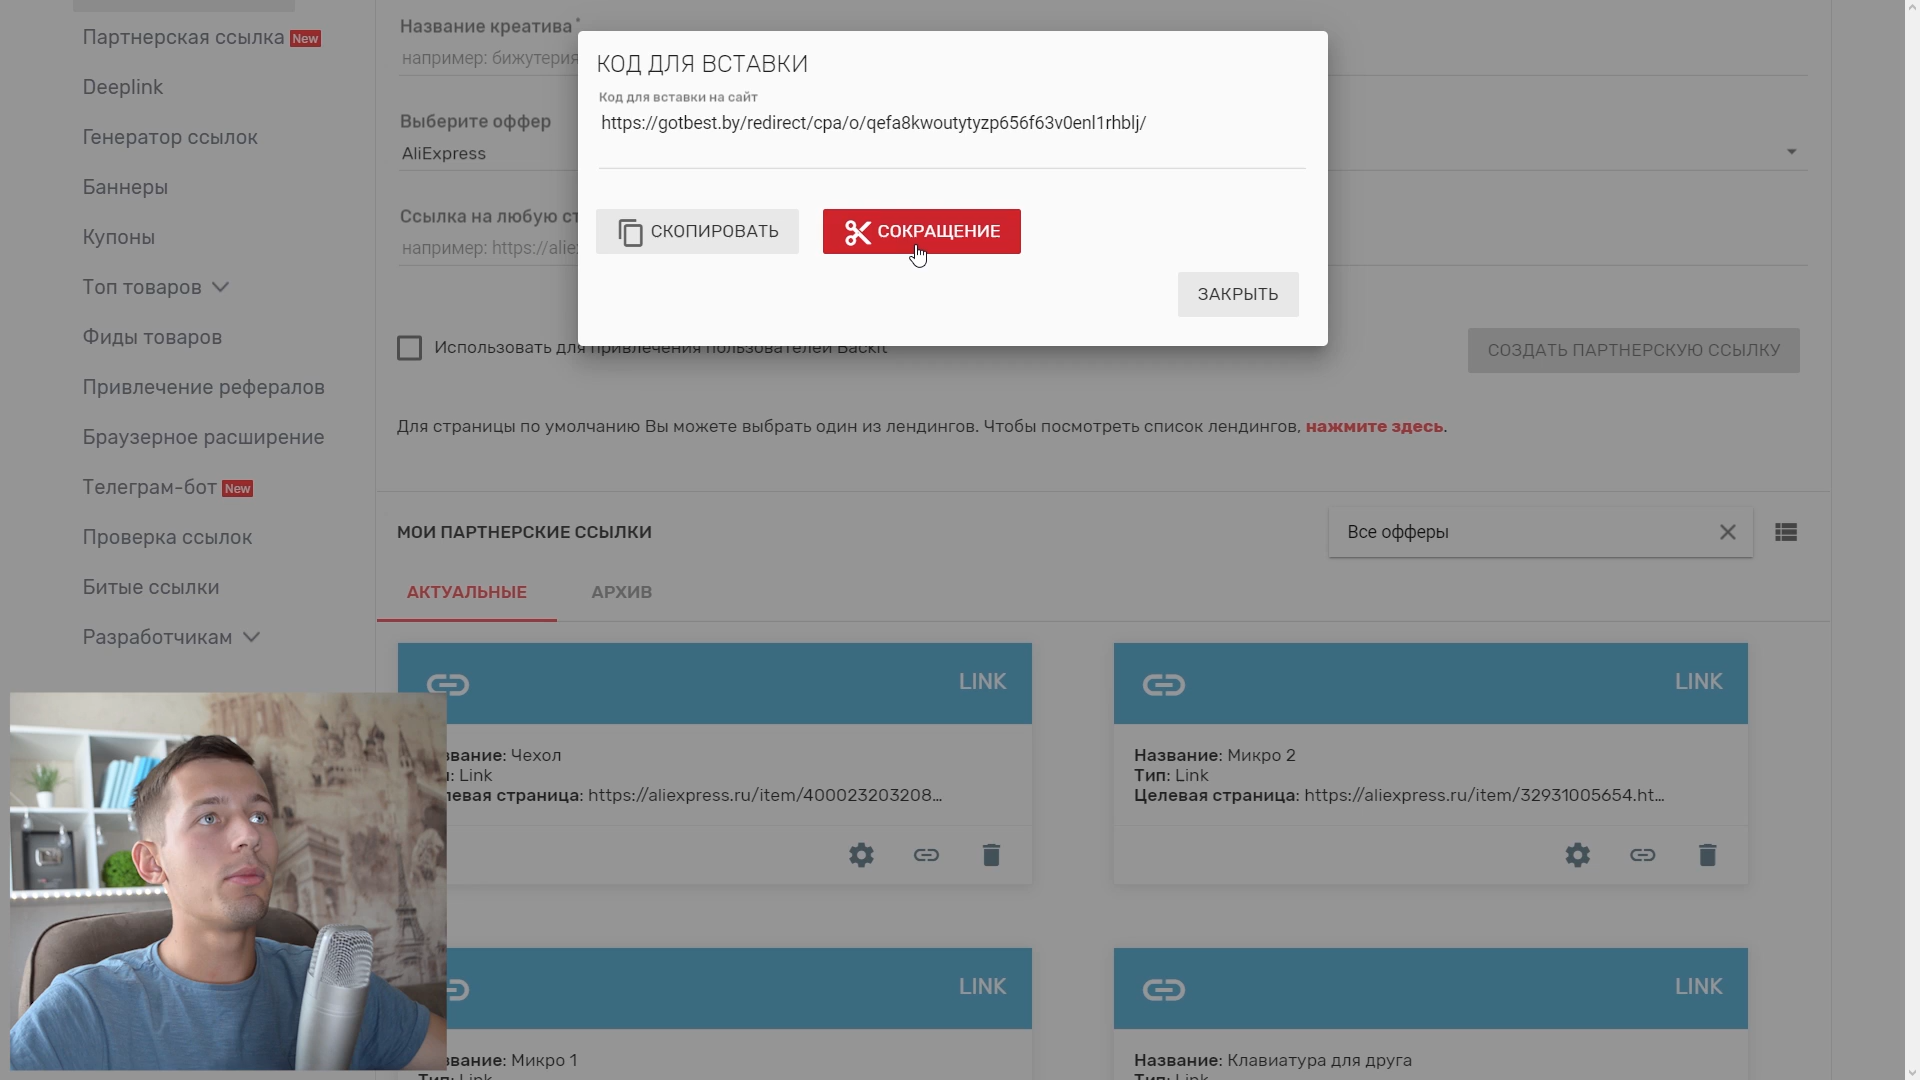 Партнерская ссылка New
Deeplink
Генератор ссылок
Баннеры
Купоны
Топ товаров
Фиды товаров
Привлечение рефералов
Браузерное расширение
Телеграм-бот New
Проверка ссылок
Битые ссылки
Разработчикам
Название креатива *
например: бижутерия
Выберите оффер
AliExpress
Ссылка на любую ст
например: https://alie
КОД ДЛЯ ВСТАВКИ
Код для вставки на сайт
https://gotbest.by/redirect/cpa/o/qefa8kwoutytyzp656f63v0enl1rhblj/
СКОПИРОВАТЬ
СОКРАЩЕНИЕ
ЗАКРЫТЬ
Использовать для привлечения пользователей Backit
СОЗДАТЬ ПАРТНЕРСКУЮ ССЫЛКУ
Для страницы по умолчанию Вы можете выбрать один из лендингов. Чтобы посмотреть список лендингов, нажмите здесь.
МОИ ПАРТНЕРСКИЕ ССЫЛКИ
Все офферы
АКТУАЛЬНЫЕ
АРХИВ
LINK
звание: Чехол
: Link
левая страница: https://aliexpress.ru/item/400023203208...
LINK
Название: Микро 2
Тип: Link
Целевая страница: https://aliexpress.ru/item/32931005654.ht...
LINK
звание: Микро 1
Тип: Link
LINK
Название: Клавиатура для друга
Тип: Link